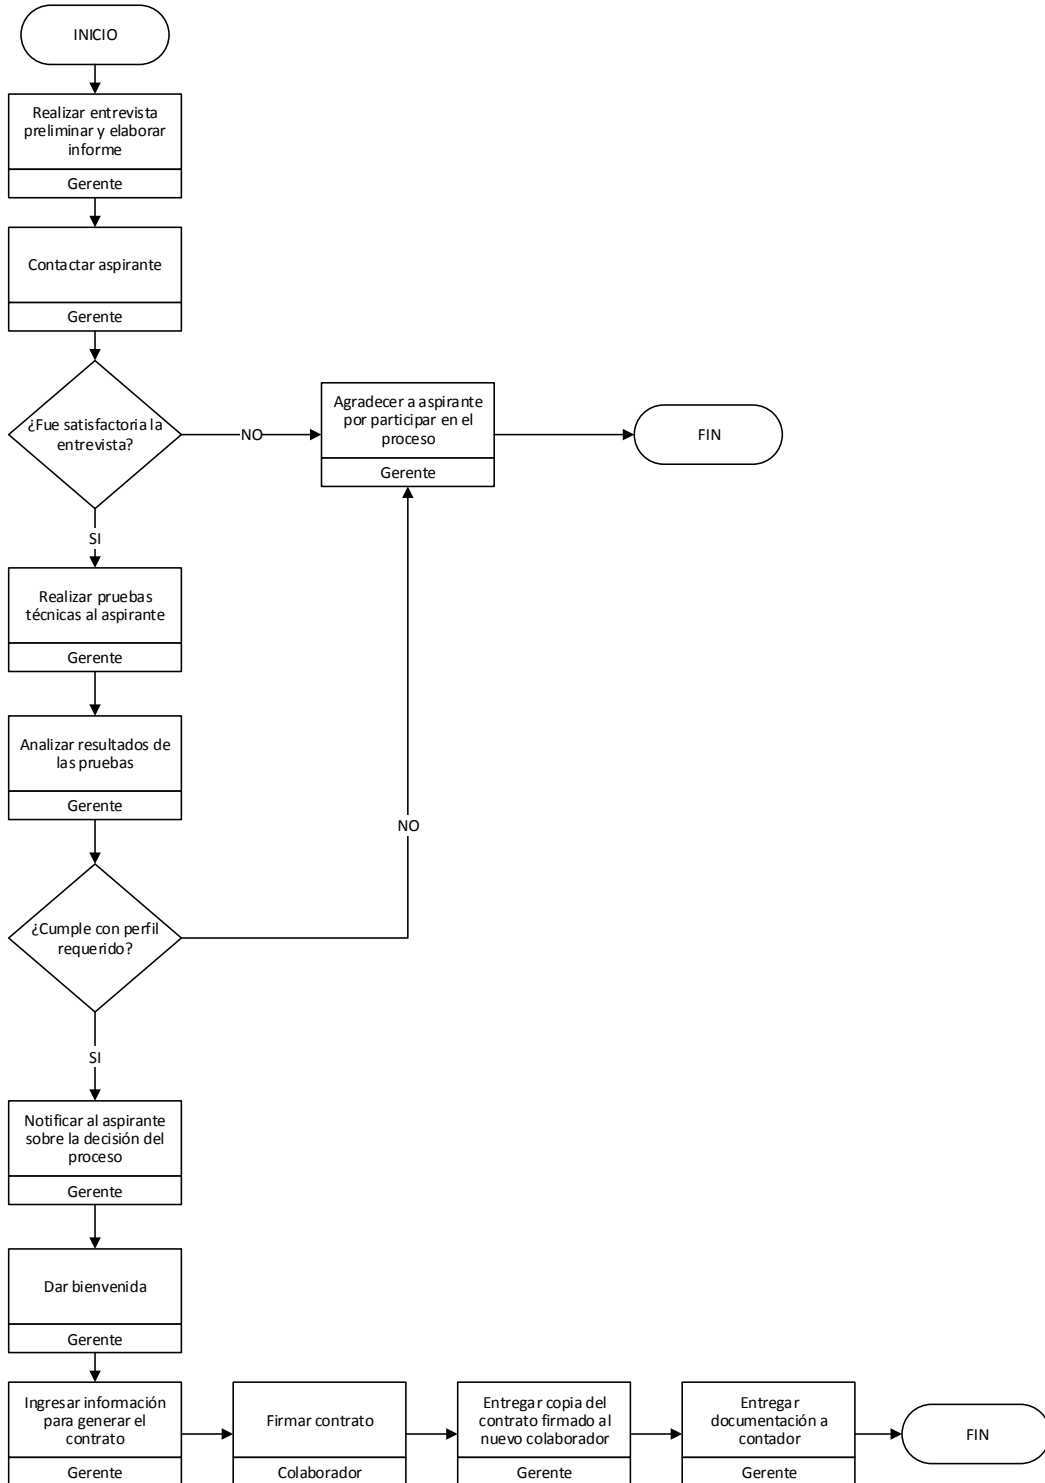 INICIO
Realizar entrevista
preliminar y elaborar
informe
Gerente
Contactar aspirante
Gerente
¿Fue satisfactoria la
entrevista?
NO
Agradecer a aspirante
por participar en el
proceso
Gerente
FIN
SI
Realizar pruebas
técnicas al aspirante
Gerente
Analizar resultados de
las pruebas
Gerente
NO
¿Cumple con perfil
requerido?
SI
Notificar al aspirante
sobre la decisión del
proceso
Gerente
Dar bienvenida
Gerente
Ingresar información
para generar el
contrato
Gerente
Firmar contrato
Colaborador
Entregar copia del
contrato firmado al
nuevo colaborador
Gerente
Entregar
documentación a
contador
Gerente
FIN